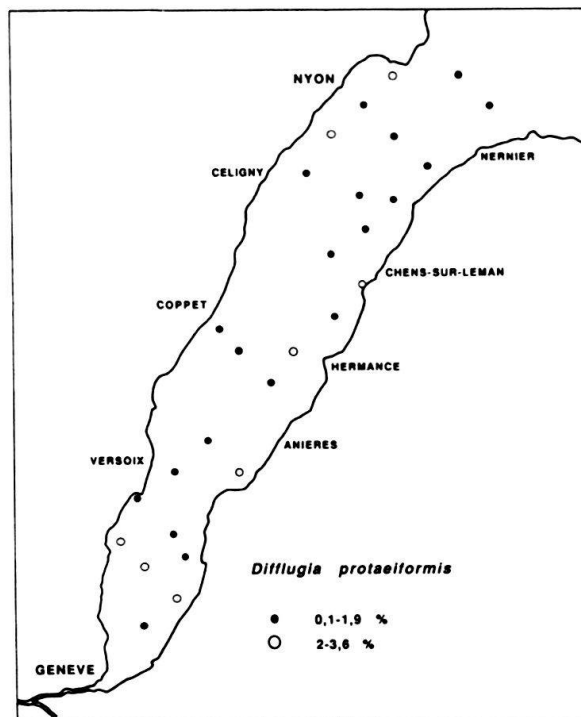 NYON
NERNIER
CELIGNY
CHENS-SUR-LEMAN
COPPET
HERMANCE
ANIERES
VERSOIX
Difflugia protaeiformis
0,1-1,9 %
2-3,6 %
GENEVE